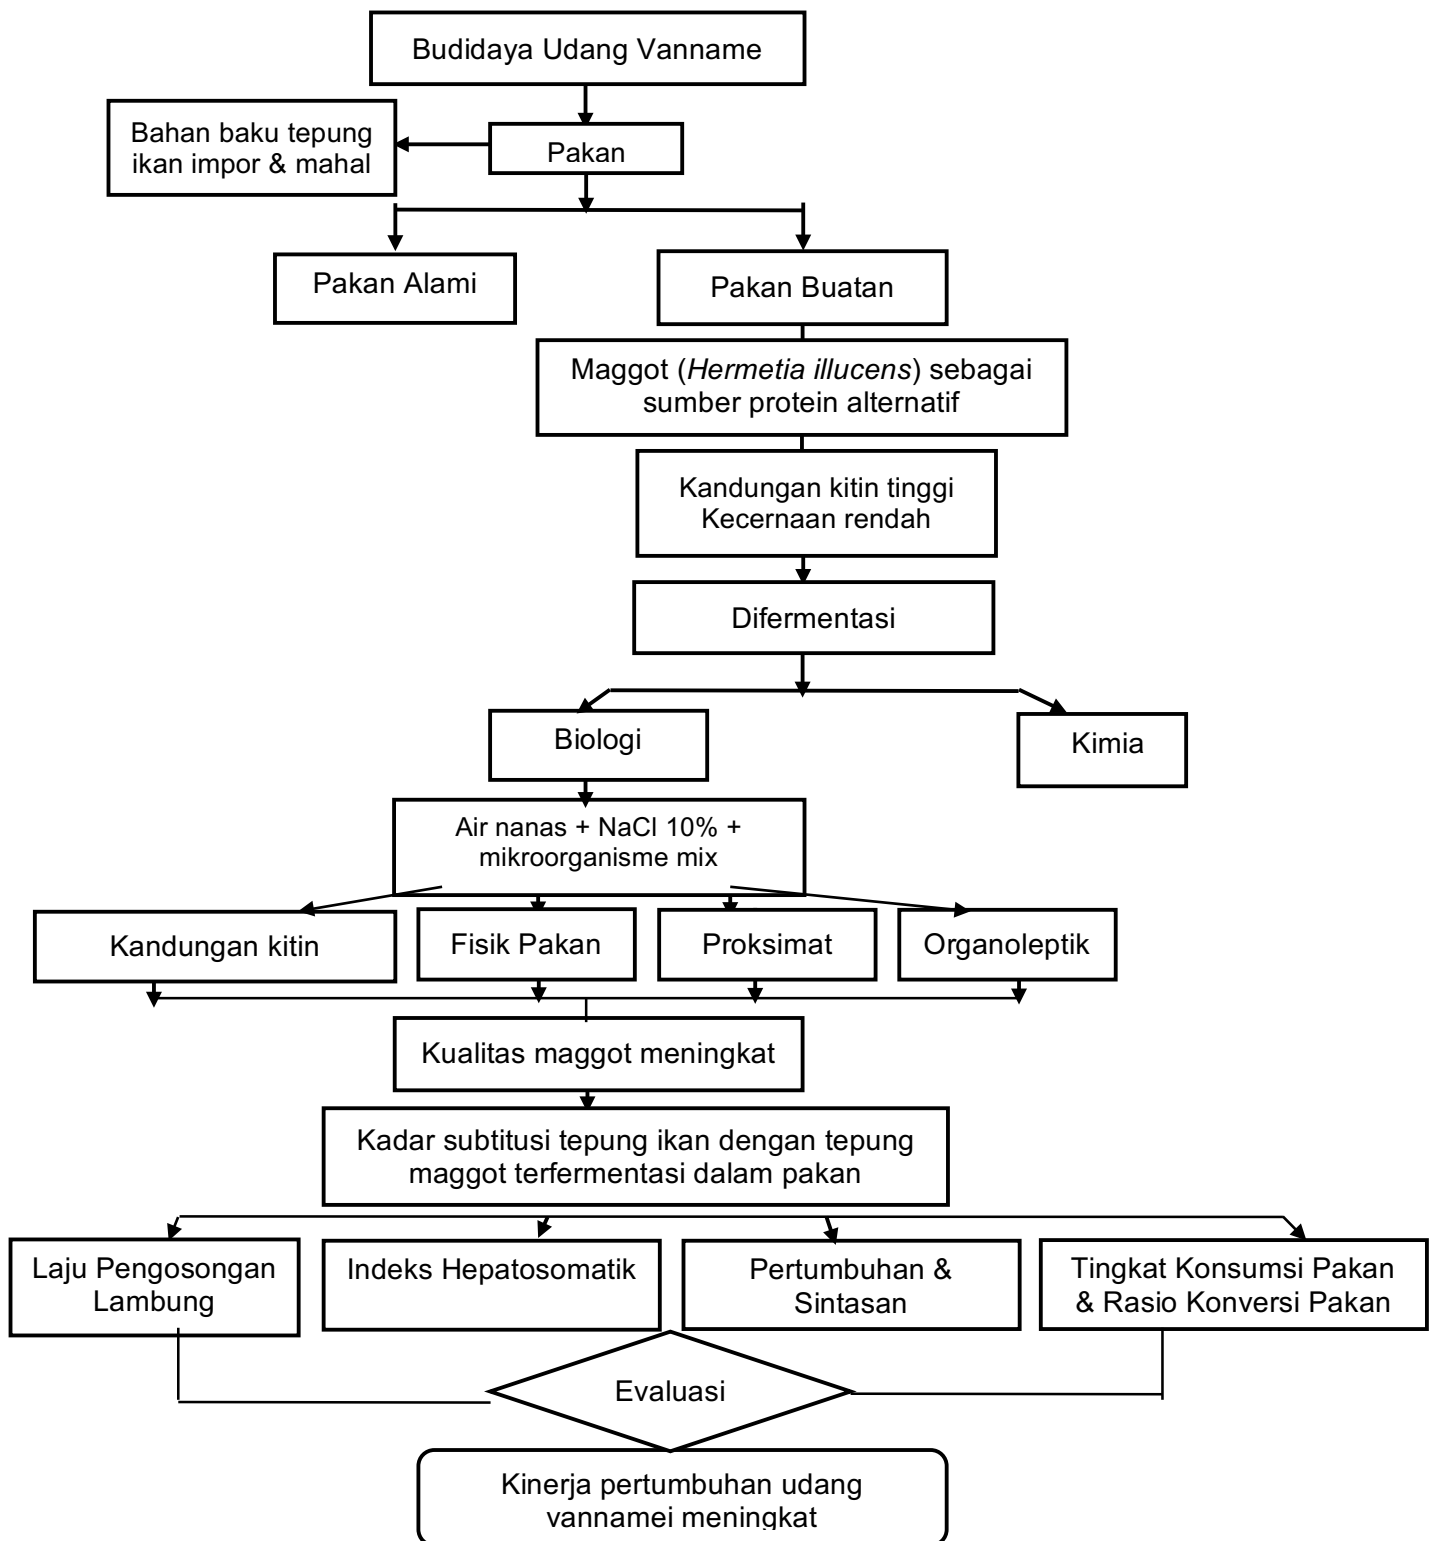 Budidaya Udang Vanname
Bahan baku tepung
ikan impor & mahal
Pakan
Pakan Alami
Pakan Buatan
Maggot (Hermetia illucens) sebagai
sumber protein alternatif
Kandungan kitin tinggi
Kecernaan rendah
Difermentasi
Biologi
Kimia
Air nanas + NaCl 10% +
mikroorganisme mix
Kandungan kitin
Fisik Pakan
Proksimat
Organoleptik
Kualitas maggot meningkat
Kadar subtitusi tepung ikan dengan tepung
maggot terfermentasi dalam pakan
Laju Pengosongan
Lambung
Indeks Hepatosomatik
Pertumbuhan &
Sintasan
Tingkat Konsumsi Pakan
& Rasio Konversi Pakan
Evaluasi
Kinerja pertumbuhan udang
vannamei meningkat